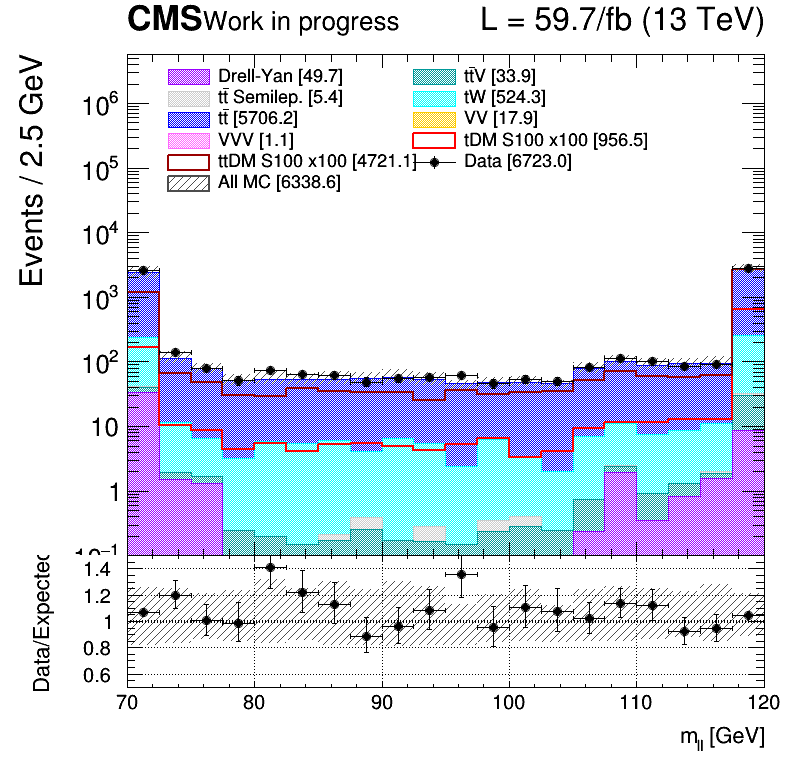 CMS Work in progress L = 59.7/fb (13 TeV)
Events / 2.5 GeV
Drell-Yan [49.7] tt̄V [33.9]
tt̄ Semilep. [5.4] tW [524.3]
tt̄ [5706.2] VV [17.9]
VVV [1.1] tDM S100 x100 [956.5]
ttDM S100 x100 [4721.1] Data [6723.0]
All MC [6338.6]
10⁶
10⁵
10⁴
10³
10²
10
1
10⁻¹
Data/Expected
1.4
1.2
1
0.8
0.6
70 80 90 100 110 120
m_ll [GeV]